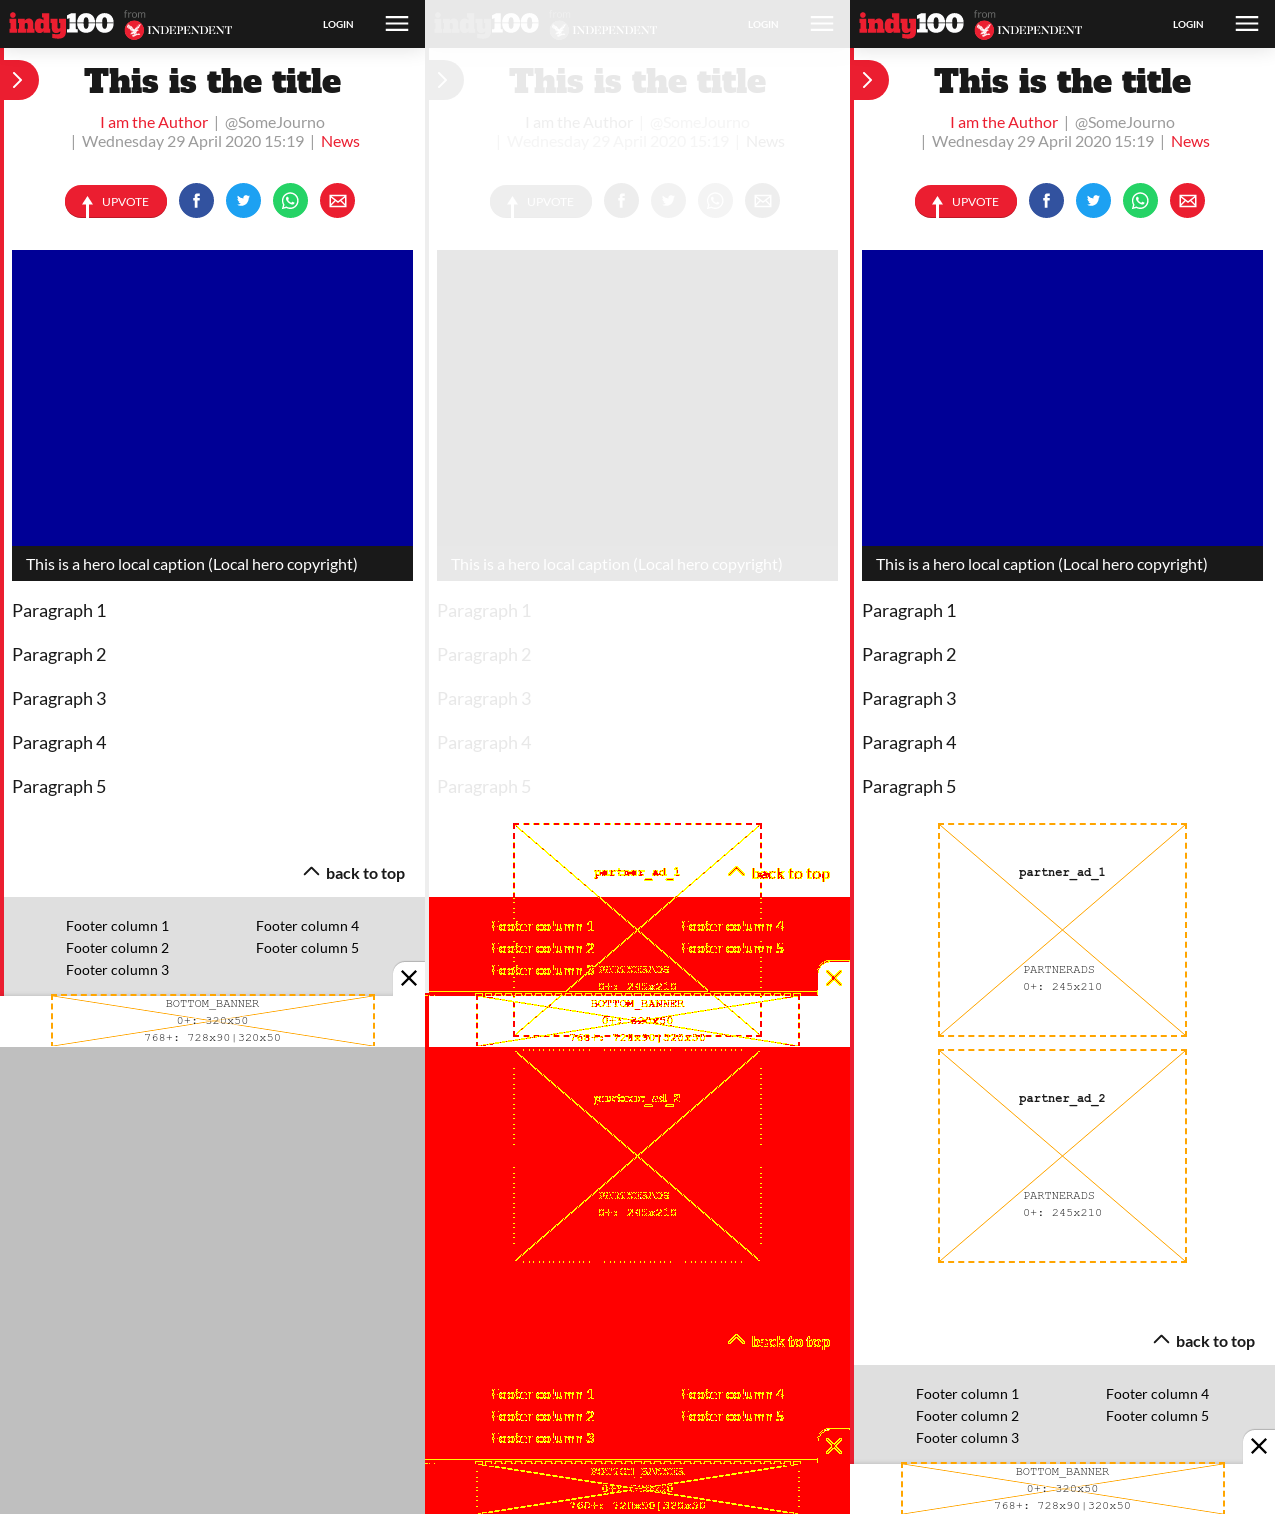 indy100 from INDEPENDENT LOGIN
This is the title
I am the Author | @SomeJourno
| Wednesday 29 April 2020 15:19 | News
UPVOTE
This is a hero local caption (Local hero copyright)
Paragraph 1
Paragraph 2
Paragraph 3
Paragraph 4
Paragraph 5
back to top
Footer column 1 Footer column 4
Footer column 2 Footer column 5
Footer column 3
BOTTOM_BANNER
0+: 320x50
768+: 728x90|320x50
indy100 from INDEPENDENT LOGIN
This is the title
I am the Author | @SomeJourno
| Wednesday 29 April 2020 15:19 | News
UPVOTE
This is a hero local caption (Local hero copyright)
Paragraph 1
Paragraph 2
Paragraph 3
Paragraph 4
Paragraph 5
partner_ad_1 back to top
Footer column 1 Footer column 4
Footer column 2 Footer column 5
Footer column 3 PARTNERADS
0+: 245x210
BOTTOM_BANNER
0+: 320x50
768+: 728x90|320x50
partner_ad_2
PARTNERADS
0+: 245x210
back to top
Footer column 1 Footer column 4
Footer column 2 Footer column 5
Footer column 3
BOTTOM_BANNER
0+: 320x50
768+: 728x90|320x50
indy100 from INDEPENDENT LOGIN
This is the title
I am the Author | @SomeJourno
| Wednesday 29 April 2020 15:19 | News
UPVOTE
This is a hero local caption (Local hero copyright)
Paragraph 1
Paragraph 2
Paragraph 3
Paragraph 4
Paragraph 5
partner_ad_1
PARTNERADS
0+: 245x210
partner_ad_2
PARTNERADS
0+: 245x210
back to top
Footer column 1 Footer column 4
Footer column 2 Footer column 5
Footer column 3
BOTTOM_BANNER
0+: 320x50
768+: 728x90|320x50